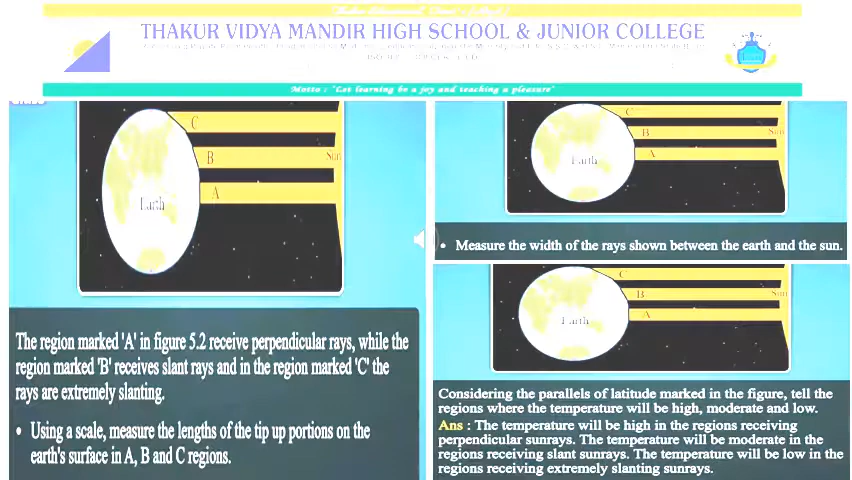 THAKUR VIDYA MANDIR HIGH SCHOOL & JUNIOR COLLEGE
Motto : "Let learning be a joy and teaching a pleasure"
C
B
Sun
A
Earth
The region marked 'A' in figure 5.2 receive perpendicular rays, while the
region marked 'B' receives slant rays and in the region marked 'C' the
rays are extremely slanting.
• Using a scale, measure the lengths of the tip up portions on the
earth's surface in A, B and C regions.
C
B
Sun
A
Earth
• Measure the width of the rays shown between the earth and the sun.
C
B
Sun
A
Earth
Considering the parallels of latitude marked in the figure, tell the
regions where the temperature will be high, moderate and low.
Ans : The temperature will be high in the regions receiving
perpendicular sunrays. The temperature will be moderate in the
regions receiving slant sunrays. The temperature will be low in the
regions receiving extremely slanting sunrays.